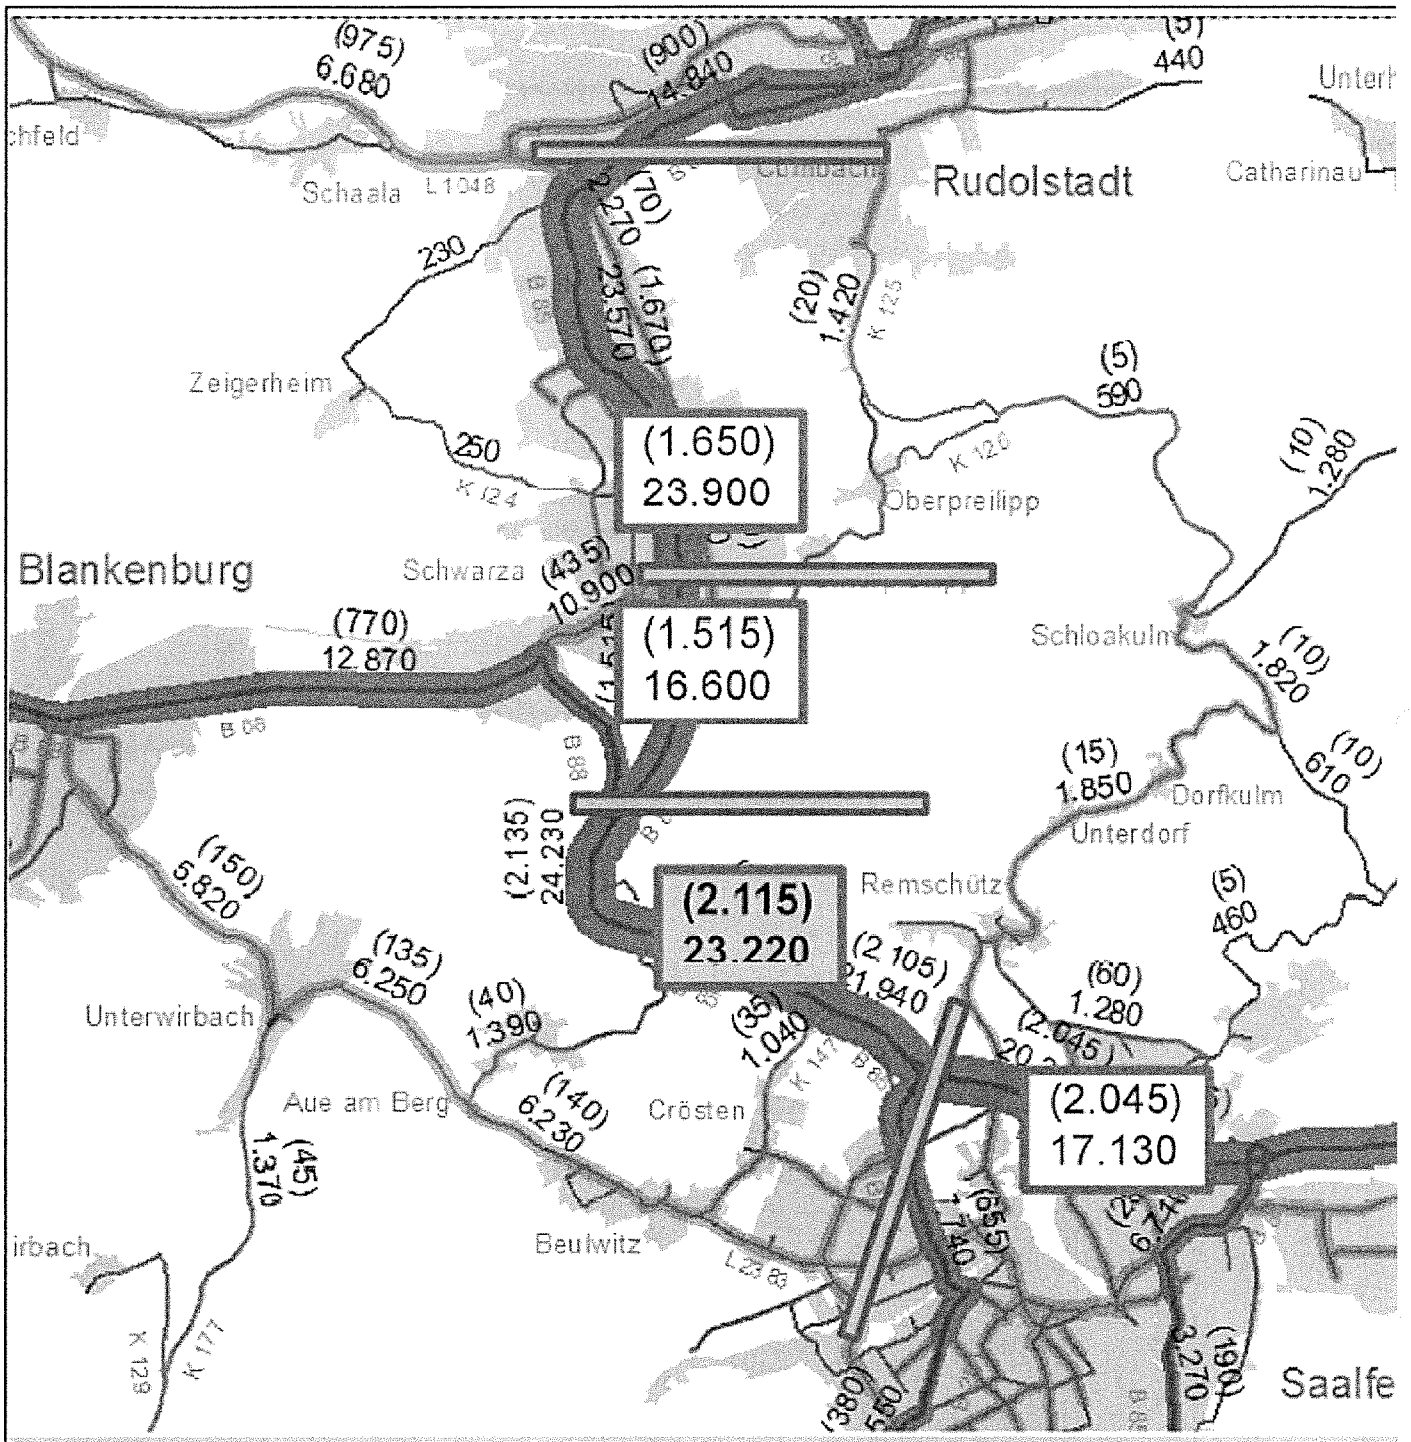 (975)
6.680
(900)
14.840
(5)
440
chfeld
Schaala
L 1048
Cumbach
Rudolstadt
Catharinau
230
(70)
2.270
B 85
(1.670)
23.570
(20)
1.420
K 125
Zeigerheim
(5)
590
250
K 124
(1.650)
23.900
K 120
Oberpreilipp
(10)
1.280
Blankenburg
Schwarza
(435)
10.900
(770)
12.870
(1.515)
(1.515)
16.600
Schloakulm
(10)
1.820
B 88
(15)
1.850
(10)
610
Dorfkulm
Unterdorf
(2.135)
24.230
(150)
5.820
(2.115)
23.220
Remschütz
(5)
460
(135)
6.250
(40)
1.390
(2.105)
21.940
(35)
1.040
K 147
(60)
1.280
(2.045)
Unterwirbach
Aue am Berg
(140)
6.230
Crösten
(2.045)
17.130
(45)
1.370
irbach
Beulwitz
L 2383
(655)
K 129
K 177
(380)
(190)
3.270
Saalfe